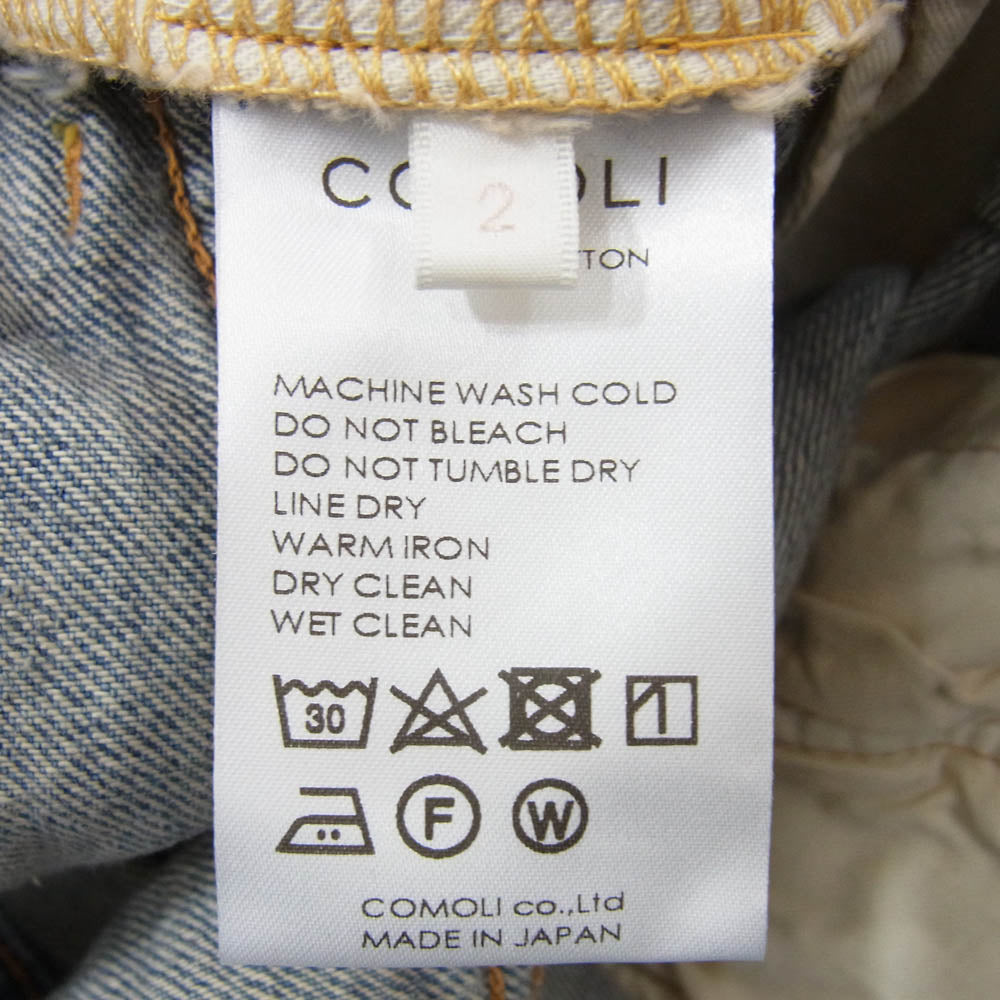 CO OLI
2
TTON
MACHINE WASH COLD
DO NOT BLEACH
DO NOT TUMBLE DRY
LINE DRY
WARM IRON
DRY CLEAN
WET CLEAN
30
F W
COMOLI co.,Ltd
MADE IN JAPAN